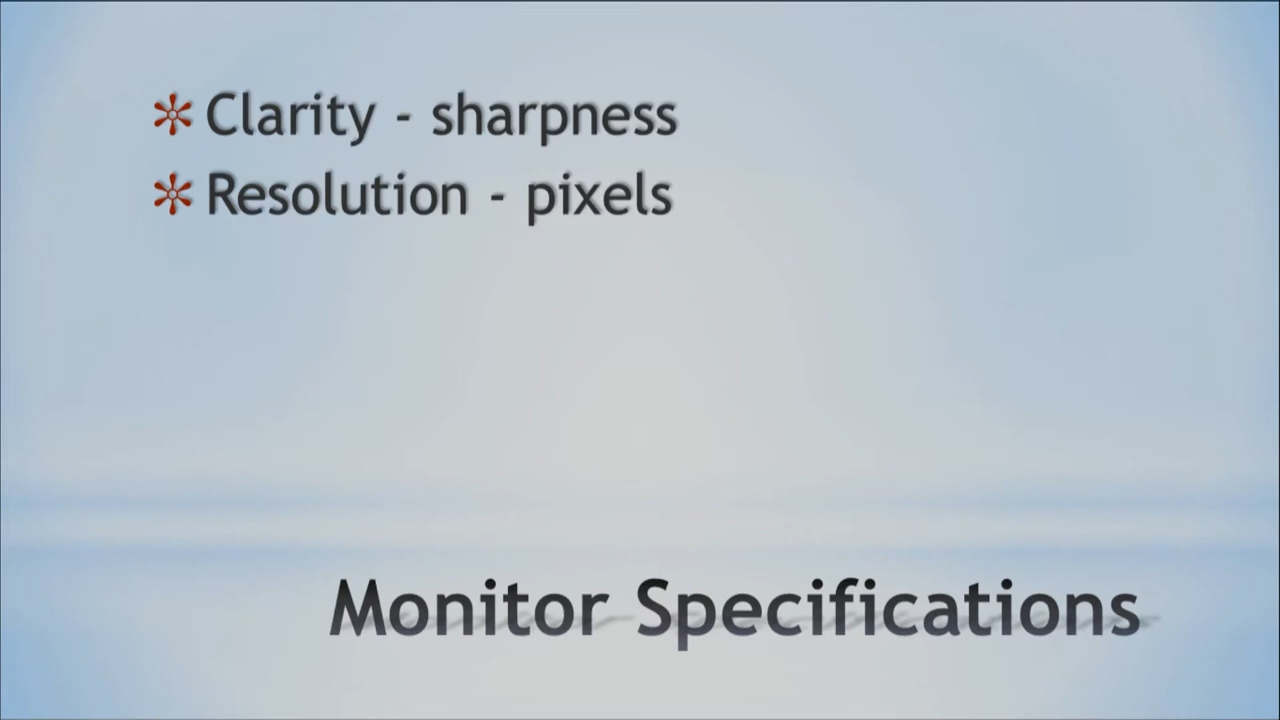 Clarity - sharpness
Resolution - pixels
Monitor Specifications